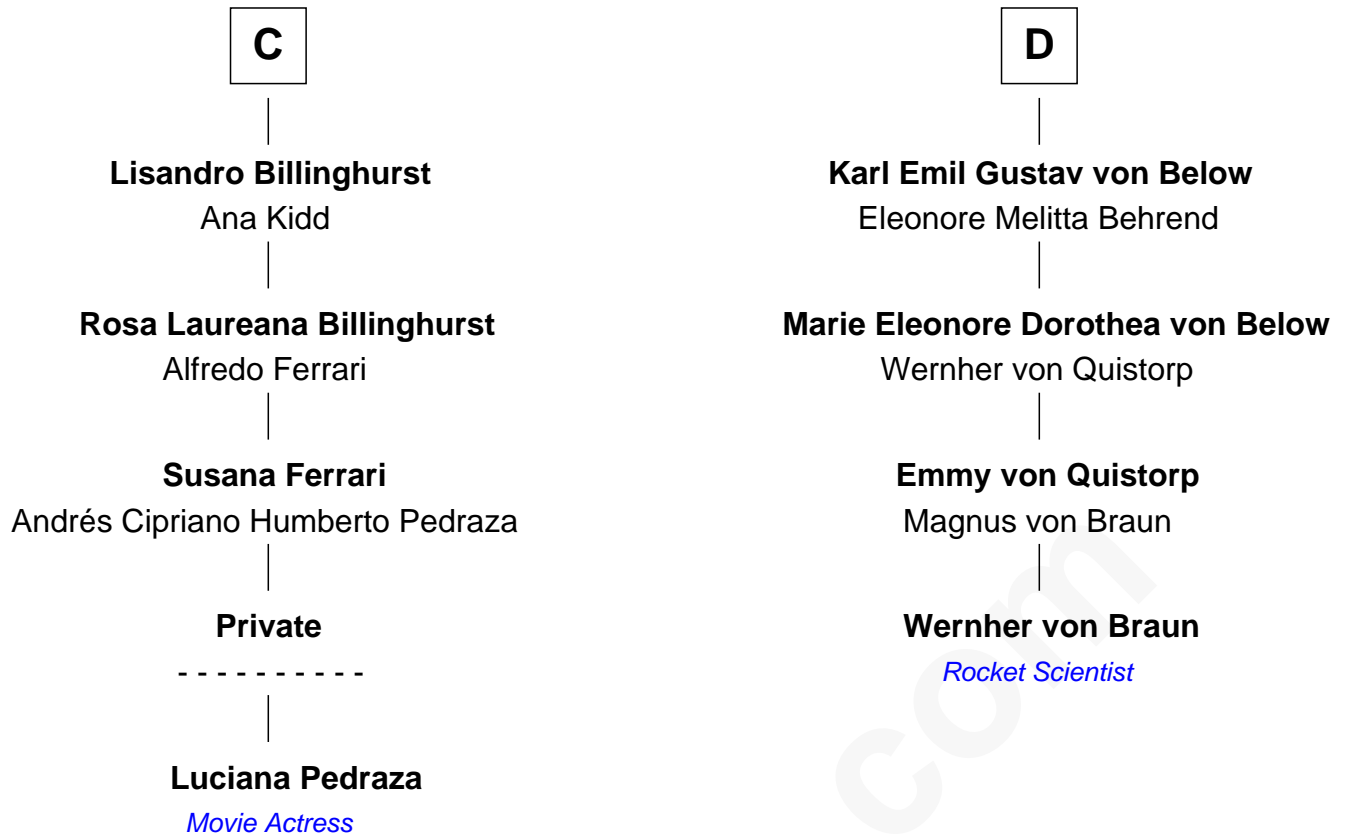 C
Lisandro Billinghurst
Ana Kidd
Rosa Laureana Billinghurst
Alfredo Ferrari
Susana Ferrari
Andrés Cipriano Humberto Pedraza
Private
- - - - - - - - - -
Luciana Pedraza
Movie Actress
D
Karl Emil Gustav von Below
Eleonore Melitta Behrend
Marie Eleonore Dorothea von Below
Wernher von Quistorp
Emmy von Quistorp
Magnus von Braun
Wernher von Braun
Rocket Scientist
com